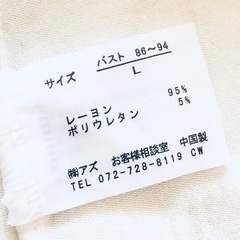 サイズ
バスト 86～94
L
レーヨン 95%
ポリウレタン 5%
㈱アズ お客様相談室 中国製
TEL 072-728-8119 CW